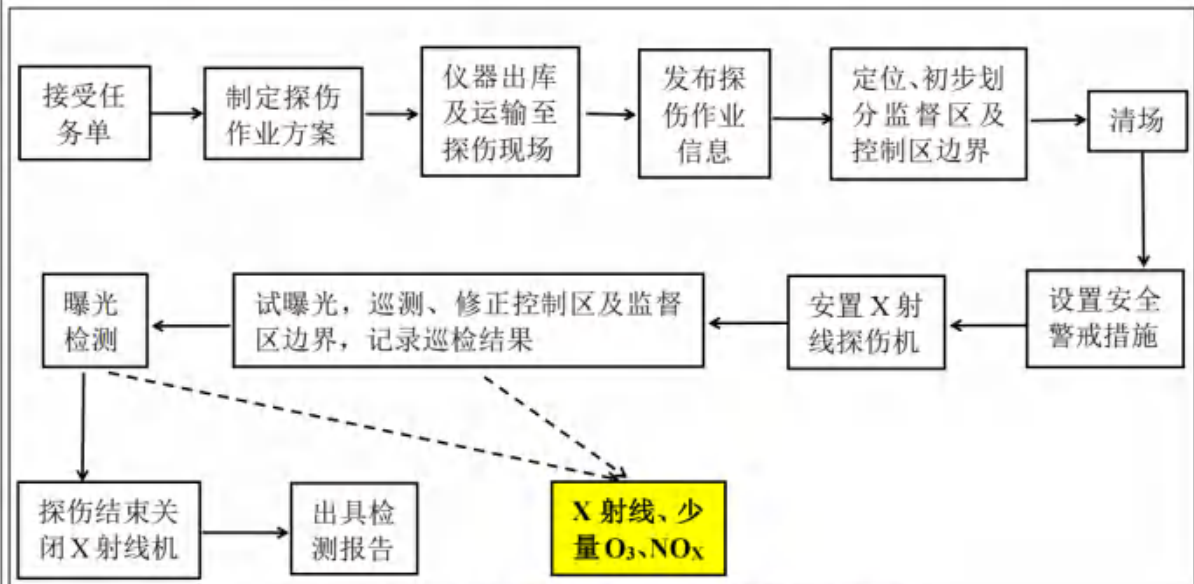 接受任
务单
制定探伤
作业方案
仪器出库
及运输至
探伤现场
发布探
伤作业
信息
定位、初步划
分监督区及
控制区边界
清场
设置安全
警戒措施
安置 X 射
线探伤机
试曝光，巡测、修正控制区及监督
区边界，记录巡检结果
曝光
检测
探伤结束关
闭 X 射线机
出具检
测报告
X 射线、少
量 O₃、NOₓ